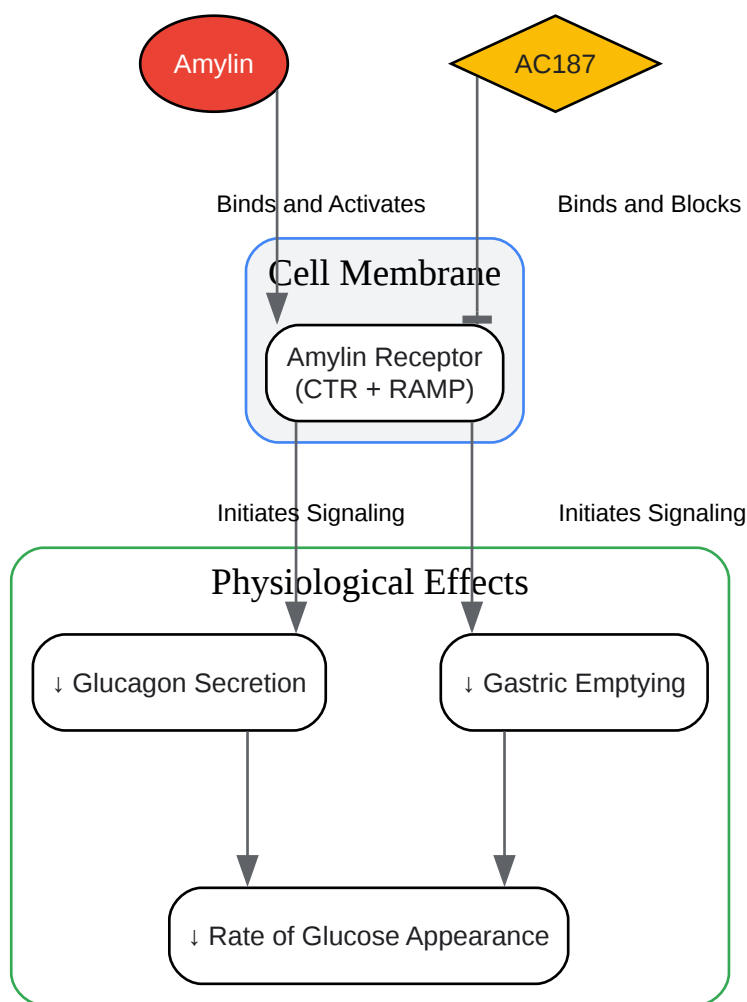 Amylin
AC187
Binds and Activates
Binds and Blocks
Cell Membrane
Amylin Receptor
(CTR + RAMP)
Initiates Signaling
Initiates Signaling
Physiological Effects
↓ Glucagon Secretion
↓ Gastric Emptying
↓ Rate of Glucose Appearance